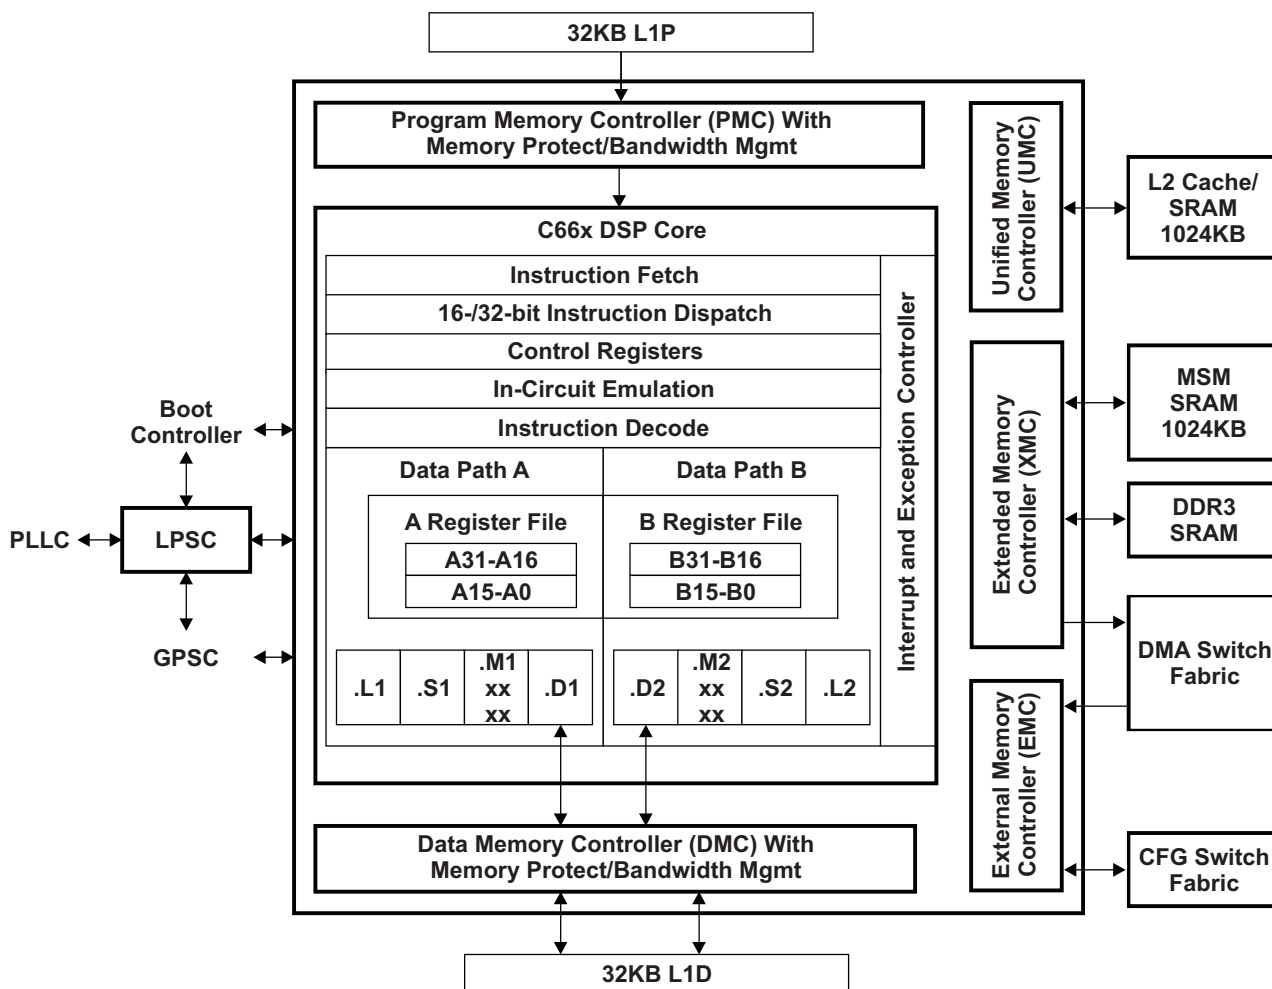 32KB L1P
Program Memory Controller (PMC) With
Memory Protect/Bandwidth Mgmt
C66x DSP Core
Instruction Fetch
16-/32-bit Instruction Dispatch
Control Registers
In-Circuit Emulation
Instruction Decode
Data Path A
Data Path B
A Register File
B Register File
A31-A16
A15-A0
B31-B16
B15-B0
.L1
.S1
.M1
xx
xx
.D1
.D2
.M2
xx
xx
.S2
.L2
Interrupt and Exception Controller
Data Memory Controller (DMC) With
Memory Protect/Bandwidth Mgmt
32KB L1D
Boot
Controller
PLLC
LPSC
GPSC
Unified Memory
Controller (UMC)
Extended Memory
Controller (XMC)
External Memory
Controller (EMC)
L2 Cache/
SRAM
1024KB
MSM
SRAM
1024KB
DDR3
SRAM
DMA Switch
Fabric
CFG Switch
Fabric